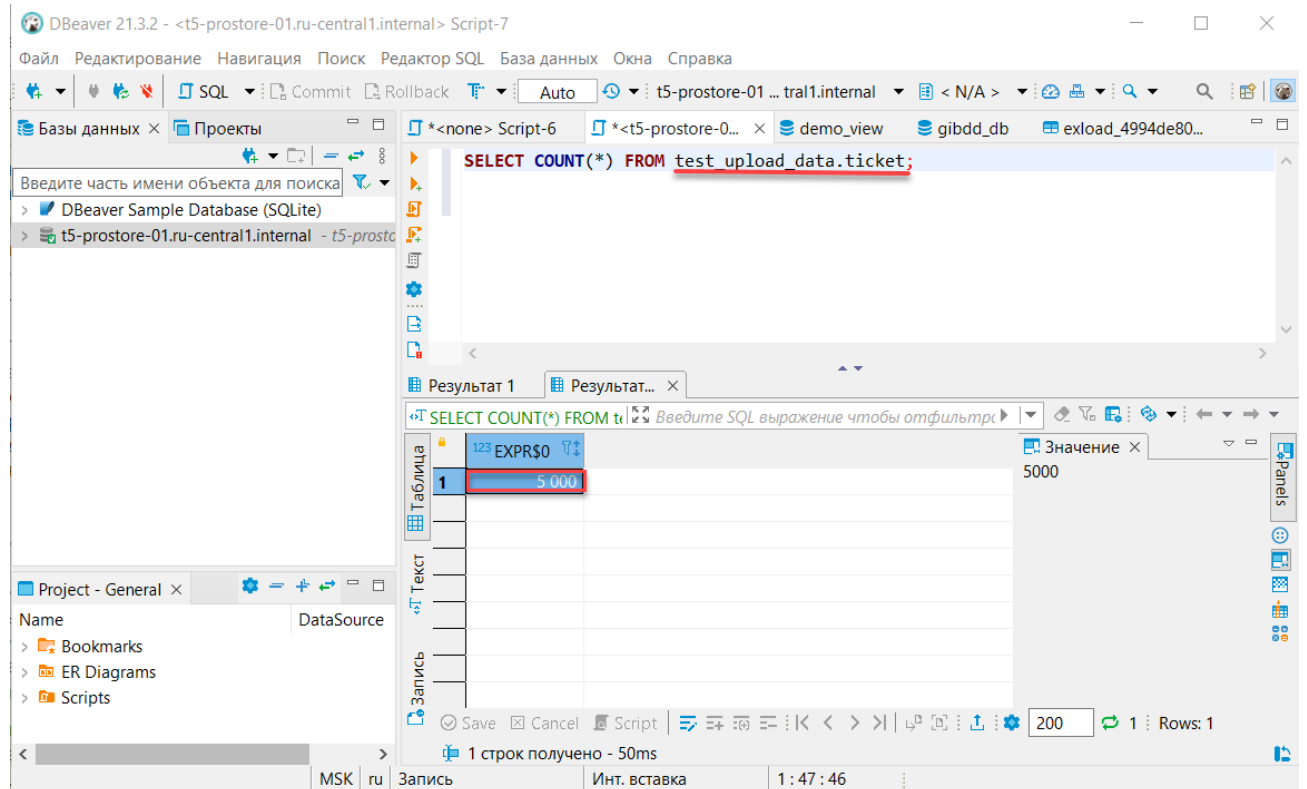 DBeaver 21.3.2 - <t5-prostore-01.ru-central1.internal> Script-7
Файл Редактирование Навигация Поиск Редактор SQL База данных Окна Справка
SQL Commit Rollback Auto t5-prostore-01 ... tral1.internal < N/A >
Базы данных Проекты
*<none> Script-6 *<t5-prostore-0... demo_view gibdd_db exload_4994de80...
Введите часть имени объекта для поиска
DBeaver Sample Database (SQLite)
t5-prostore-01.ru-central1.internal - t5-prosto
SELECT COUNT(*) FROM test_upload_data.ticket;
Результат 1 Результат...
SELECT COUNT(*) FROM te Введите SQL выражение чтобы отфильтро
Таблица
Текст
Запись
123 EXPR$0
1 5 000
Значение
5000
Panels
Project - General
Name DataSource
Bookmarks
ER Diagrams
Scripts
Save Cancel Script 200 1 Rows: 1
1 строк получено - 50ms
MSK ru Запись Инт. вставка 1 : 47 : 46